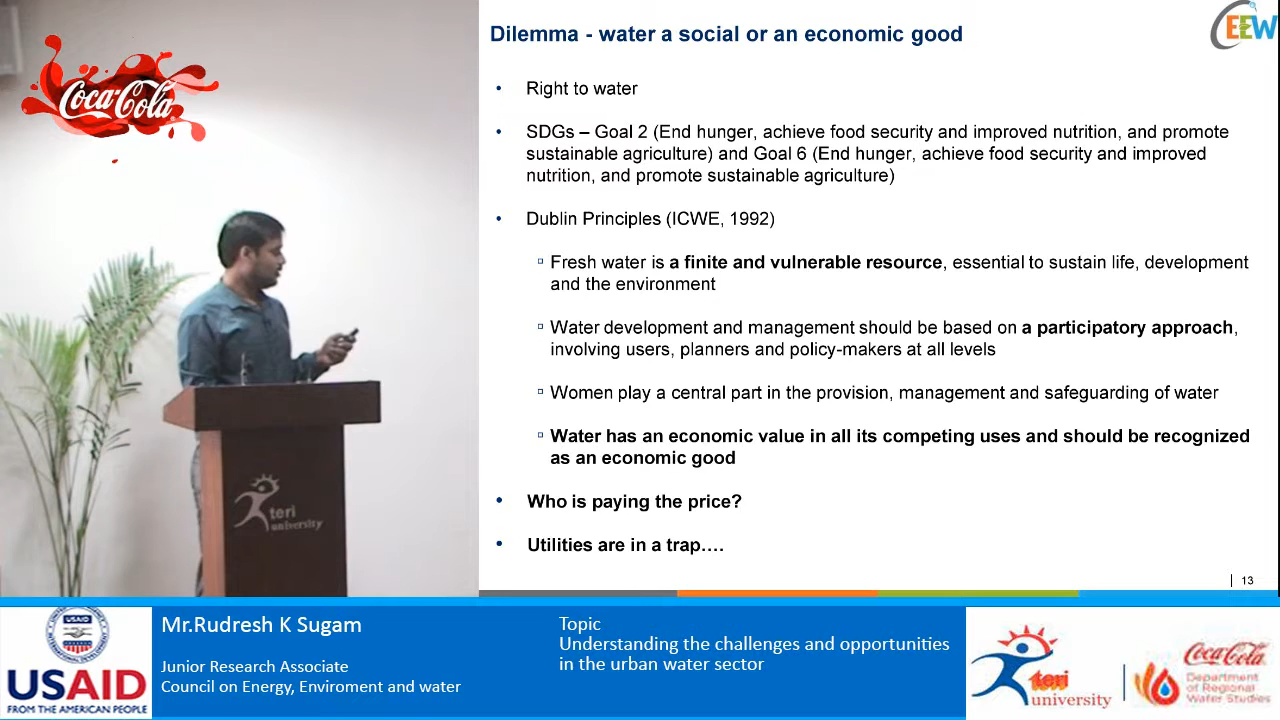 Dilemma - water a social or an economic good
CEEW
Coca-Cola
• Right to water
• SDGs – Goal 2 (End hunger, achieve food security and improved nutrition, and promote
sustainable agriculture) and Goal 6 (End hunger, achieve food security and improved
nutrition, and promote sustainable agriculture)
• Dublin Principles (ICWE, 1992)
▫ Fresh water is a finite and vulnerable resource, essential to sustain life, development
and the environment
▫ Water development and management should be based on a participatory approach,
involving users, planners and policy-makers at all levels
▫ Women play a central part in the provision, management and safeguarding of water
▫ Water has an economic value in all its competing uses and should be recognized
as an economic good
• Who is paying the price?
• Utilities are in a trap….
| 13
teri
university
USAID
USAID
FROM THE AMERICAN PEOPLE
Mr.Rudresh K Sugam
Junior Research Associate
Council on Energy, Enviroment and water
Topic
Understanding the challenges and opportunities
in the urban water sector
teri
university
Coca-Cola
Department
of Regional
Water Studies